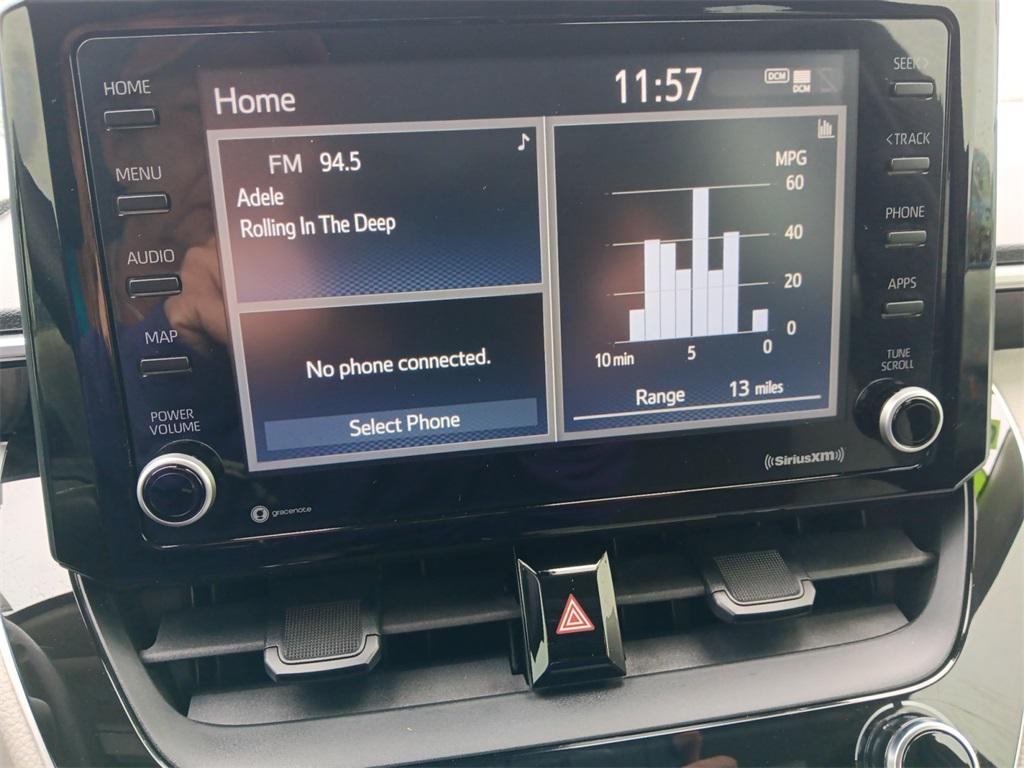 HOME
MENU
AUDIO
MAP
POWER
VOLUME
Home
11:57
DCM
DCM
FM 94.5
Adele
Rolling In The Deep
No phone connected.
Select Phone
MPG
60
40
20
0
10 min 5 0
Range 13 miles
SEEK>
<TRACK
PHONE
APPS
TUNE
SCROLL
gracenote
((SiriusXM))